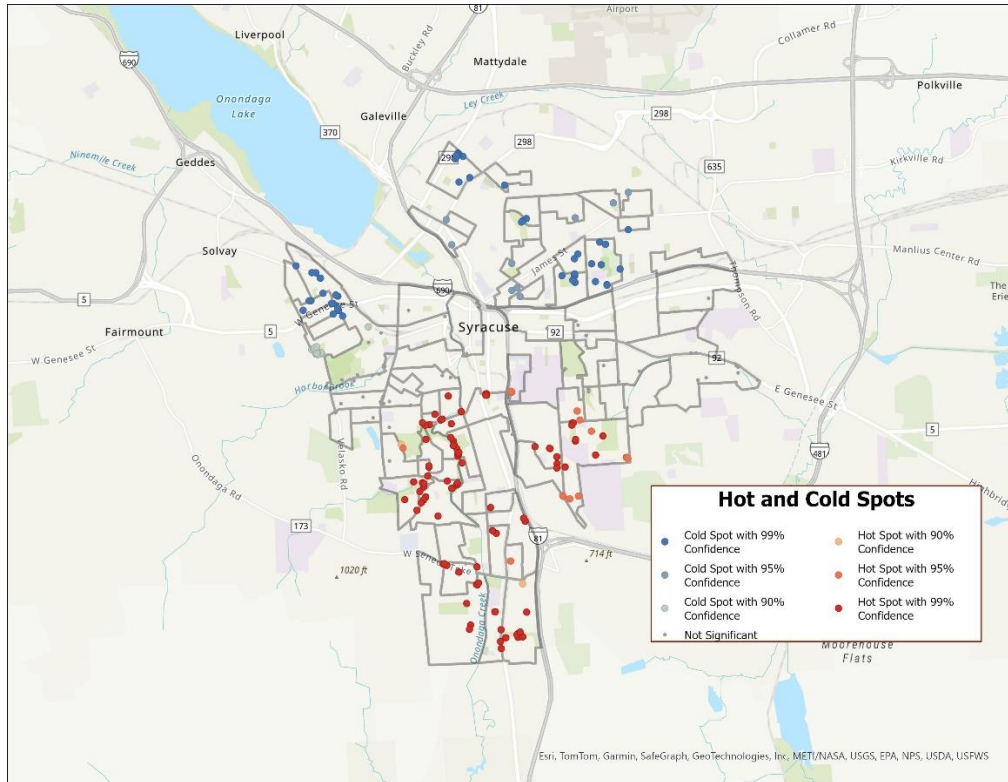 Airport
81
Collamer Rd
Liverpool
Buckley Rd
690
Mattydale
Polkville
Onondaga
Lake
Ley Creek
Galeville
298
298
370
Ninemile Creek
298
635
Geddes
Kirkville Rd
Solvay
James St
Manlius Center Rd
Thompson Rd
The
Erie
690
5
W Genesee St
Syracuse
Fairmount
5
92
W Genesee St
92
Harbor Brook
E Genesee St
5
Velasko Rd
Onondaga Rd
481
Highbridge
173
81
W Seneca Turnpike
714 ft
1020 ft
Onondaga Creek
Hot and Cold Spots
Cold Spot with 99%
Confidence
Hot Spot with 90%
Confidence
Cold Spot with 95%
Confidence
Hot Spot with 95%
Confidence
Cold Spot with 90%
Confidence
Hot Spot with 99%
Confidence
Not Significant
Moorehouse
Flats
Esri, TomTom, Garmin, SafeGraph, GeoTechnologies, Inc, METI/NASA, USGS, EPA, NPS, USDA, USFWS